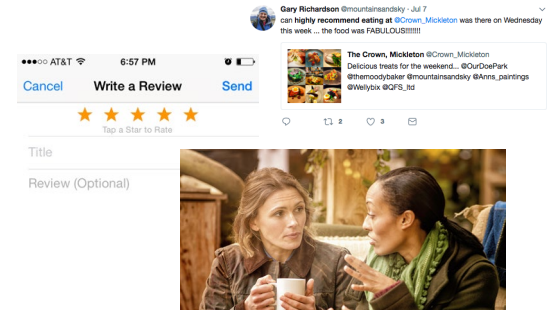 Gary Richardson @mountainsandsky · Jul 7
can highly recommend eating at @Crown_Mickleton was there on Wednesday
this week ... the food was FABULOUS!!!!!!!
The Crown, Mickleton @Crown_Mickleton
Delicious treats for the weekend... @OurDoePark
@themoodybaker @mountainsandsky @Anns_paintings
@Wellybix @QFS_ltd
2
3
AT&T
6:57 PM
Cancel
Write a Review
Send
Tap a Star to Rate
Title
Review (Optional)